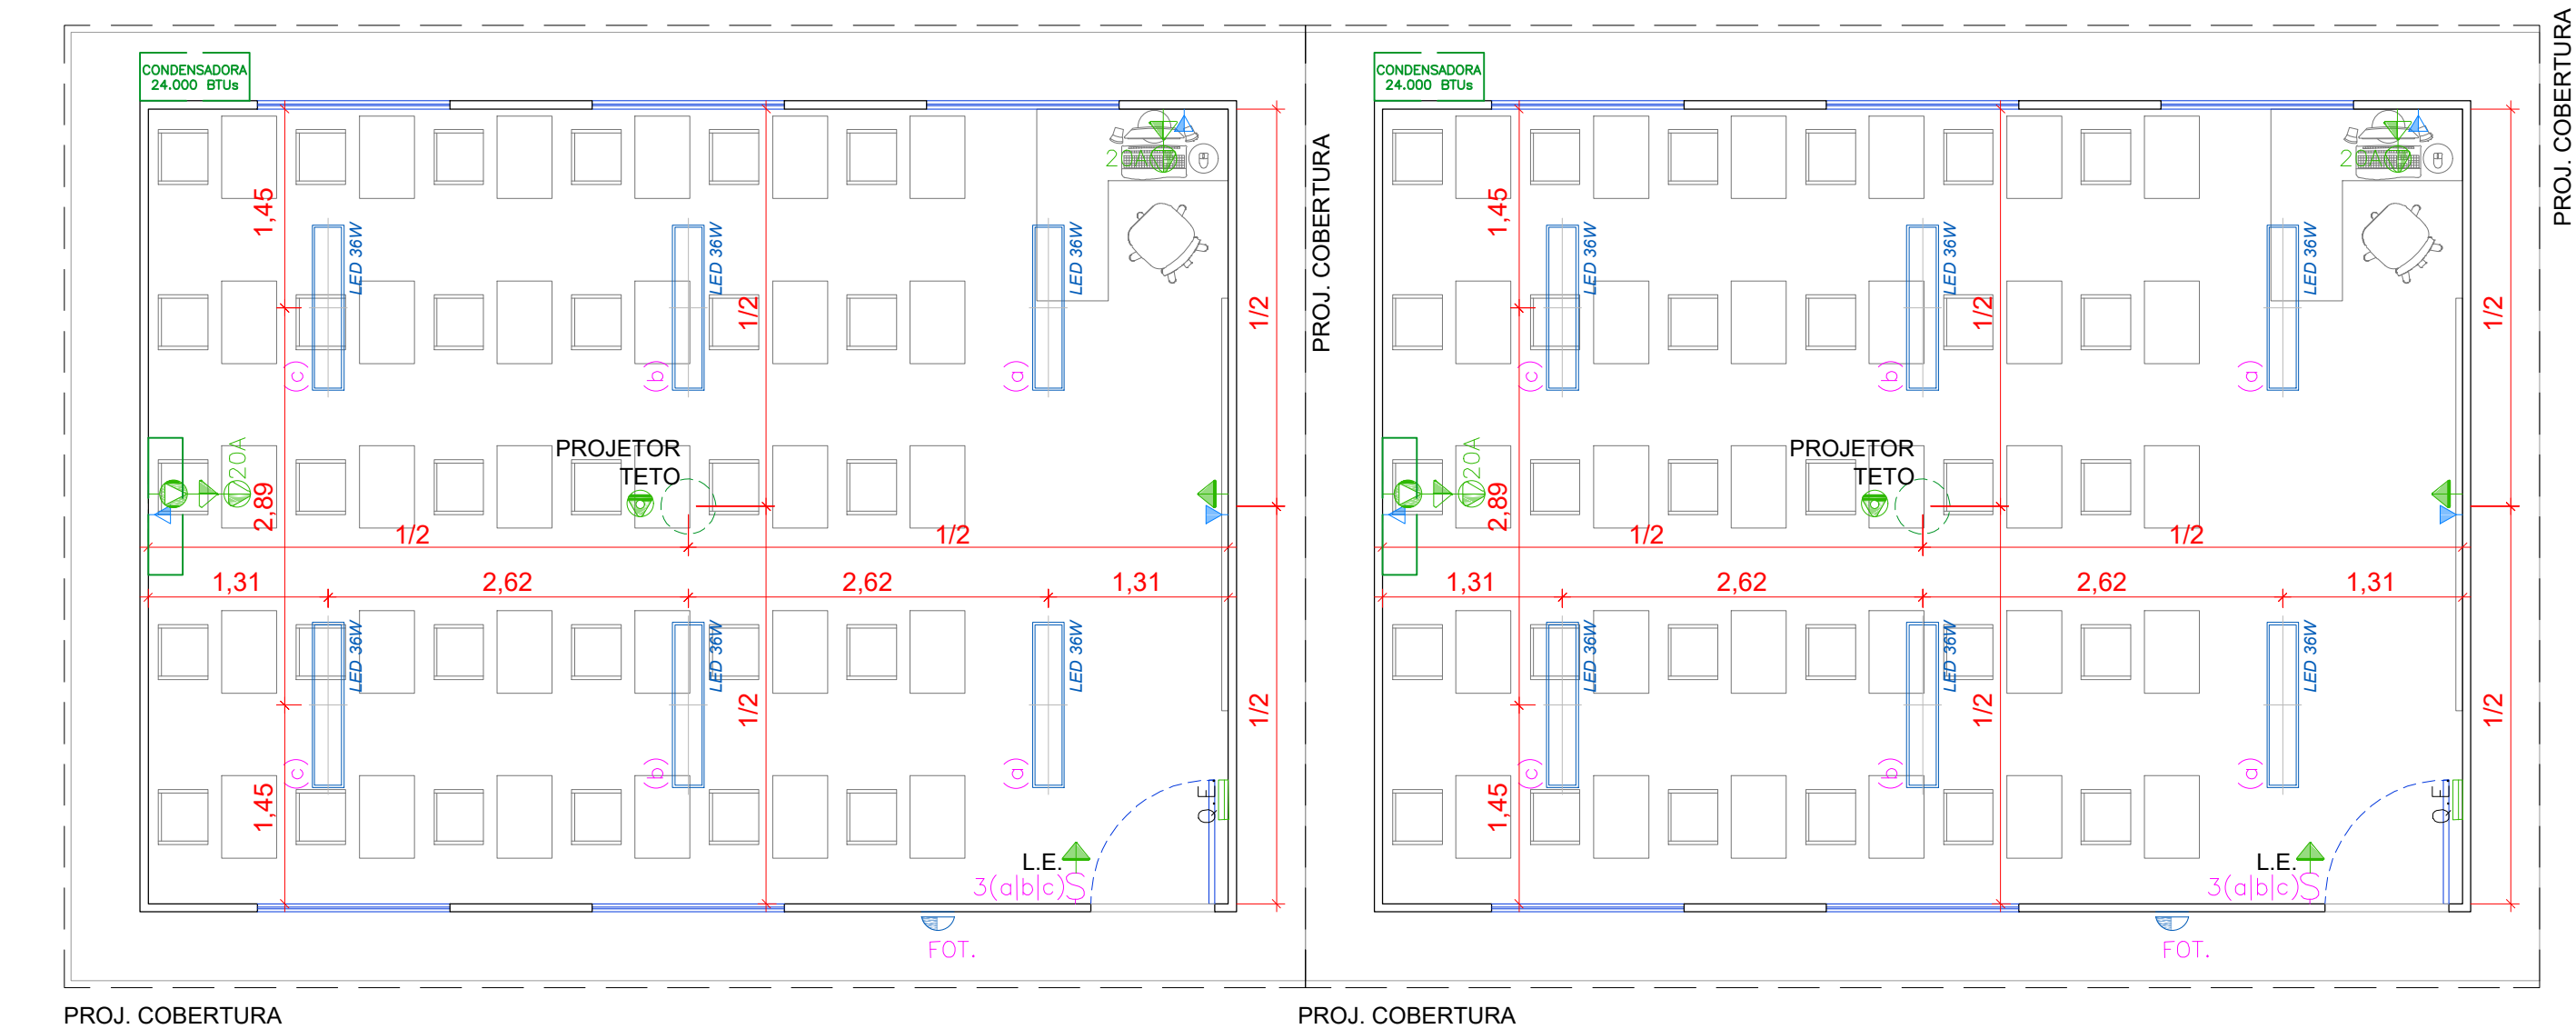 PROJ. COBERTURA
CONDENSADORA
24.000 BTUs
1,45
LED 36W
LED 36W
LED 36W
1/2
1/2
(c)
(b)
(a)
PROJETOR
TETO
20A
2,89
1/2
1/2
1,31
2,62
2,62
1,31
LED 36W
LED 36W
LED 36W
1/2
1/2
(c)
(b)
(a)
1,45
Q.E
L.E.
3(a|b|c)S
FOT.
PROJ. COBERTURA
PROJ. COBERTURA
CONDENSADORA
24.000 BTUs
1,45
LED 36W
LED 36W
LED 36W
1/2
1/2
(c)
(b)
(a)
PROJETOR
TETO
20A
2,89
1/2
1/2
1,31
2,62
2,62
1,31
LED 36W
LED 36W
LED 36W
1/2
1/2
(c)
(b)
(a)
1,45
Q.E
L.E.
3(a|b|c)S
FOT.
PROJ. COBERTURA